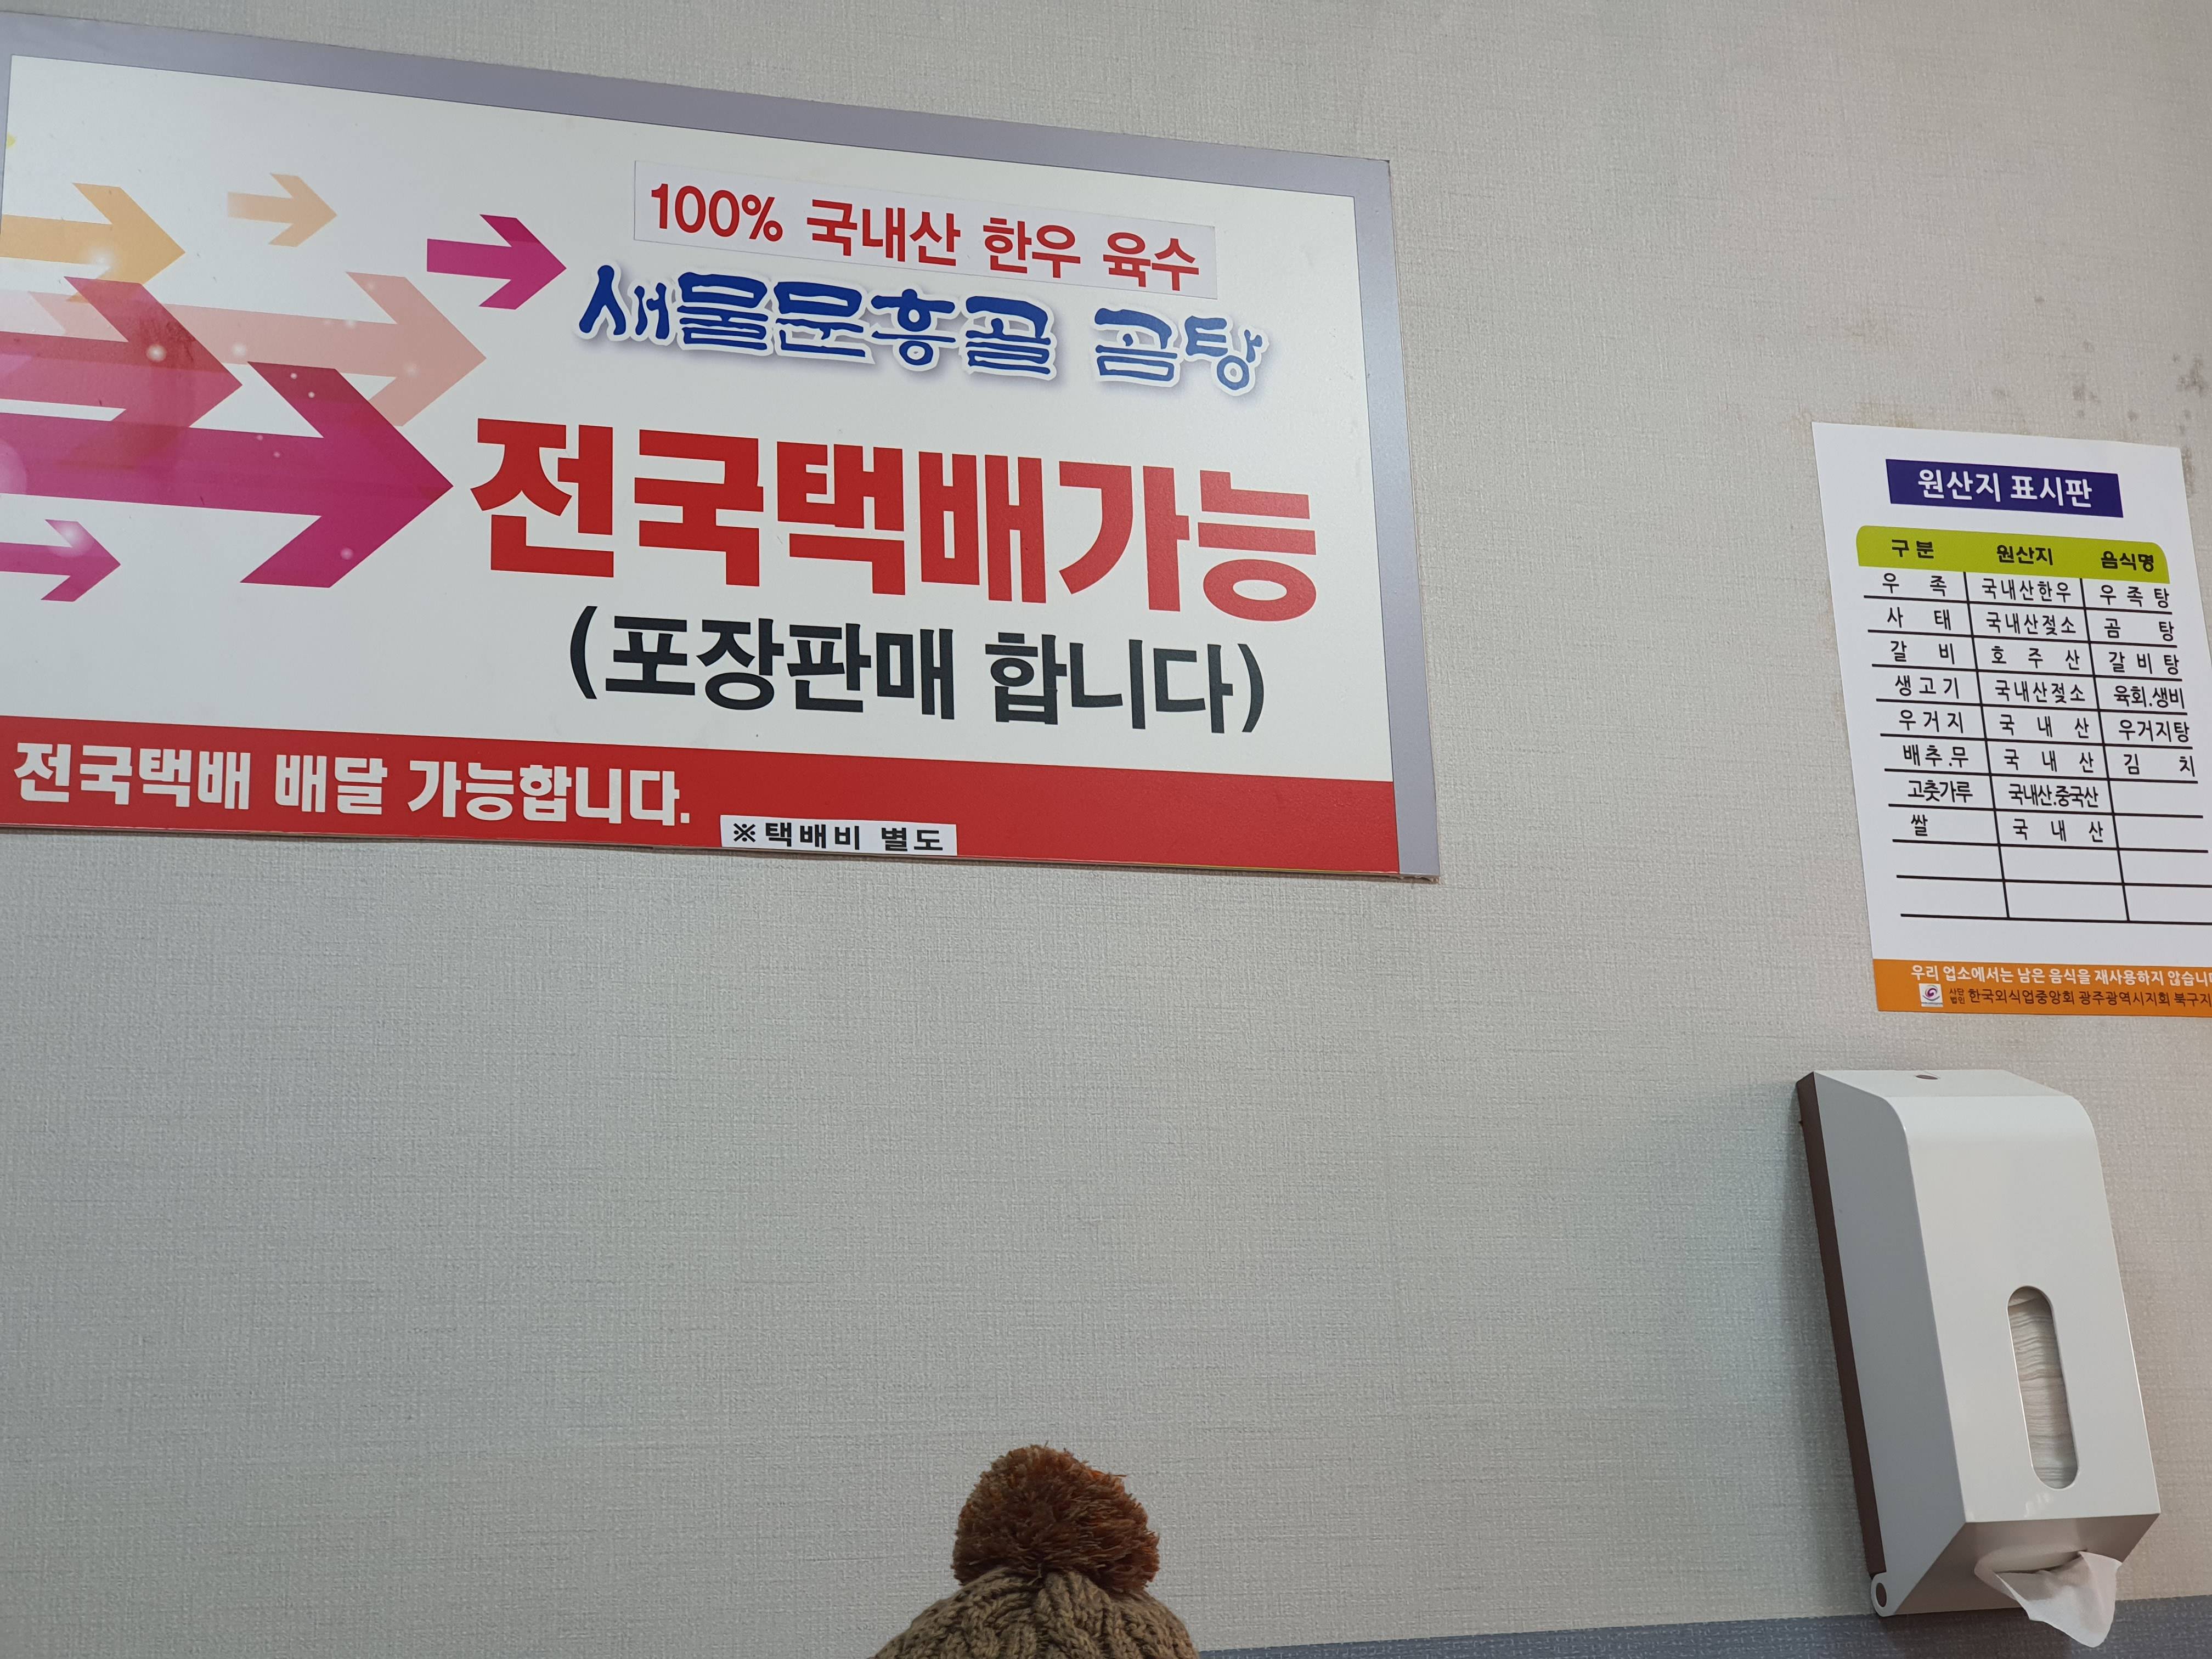 100% 국내산 한우 육수
새물문흥골 곰탕
전국택배가능
(포장판매 합니다)
전국택배 배달 가능합니다.
※택배비 별도
원산지 표시판
구분 원산지 음식명
우족 국내산한우 우족탕
사태 국내산젖소 곰탕
갈비 호주산 갈비탕
생고기 국내산젖소 육회.생비
우거지 국내산 우거지탕
배추.무 국내산 김치
고춧가루 국내산.중국산
쌀 국내산
우리 업소에서는 남은 음식을 재사용하지 않습니
사단법인 한국외식업중앙회 광주광역시지회 북구지